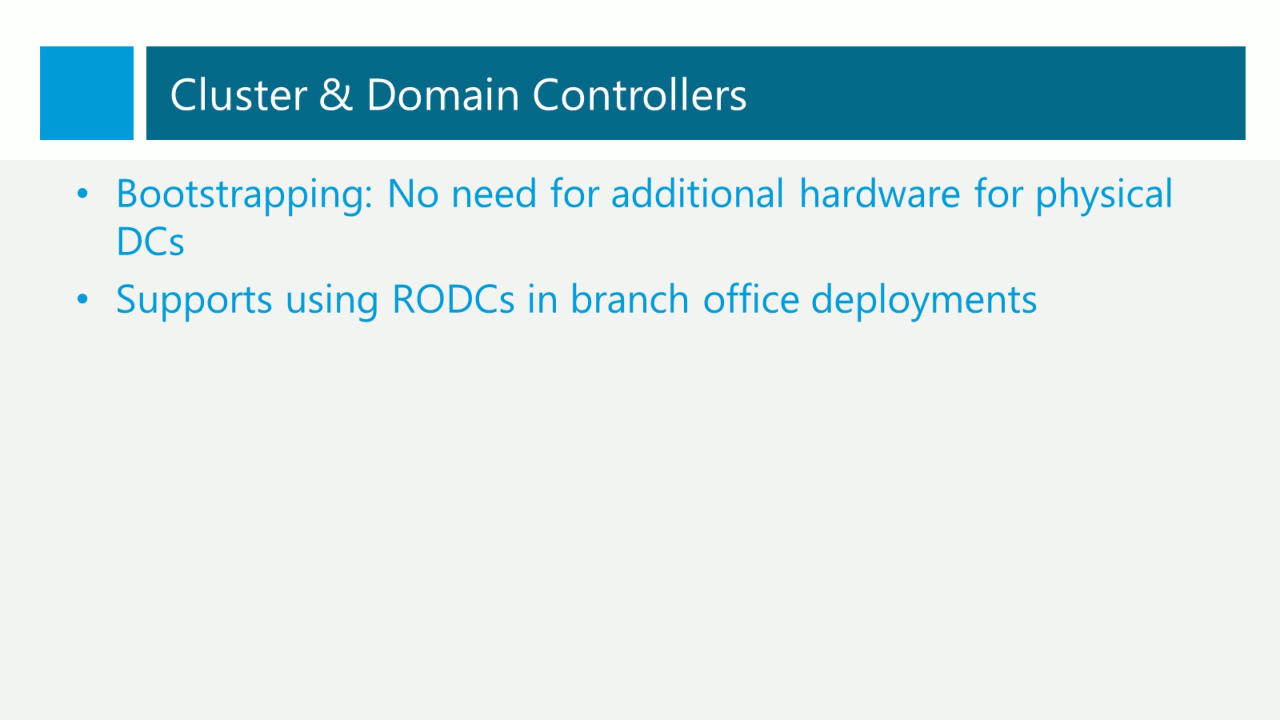 Cluster & Domain Controllers
• Bootstrapping: No need for additional hardware for physical
DCs
• Supports using RODCs in branch office deployments